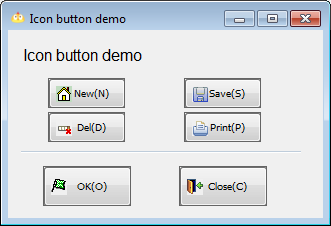 Icon button demo
Icon button demo
New(N) Save(S)
Del(D) Print(P)
OK(O) Close(C)